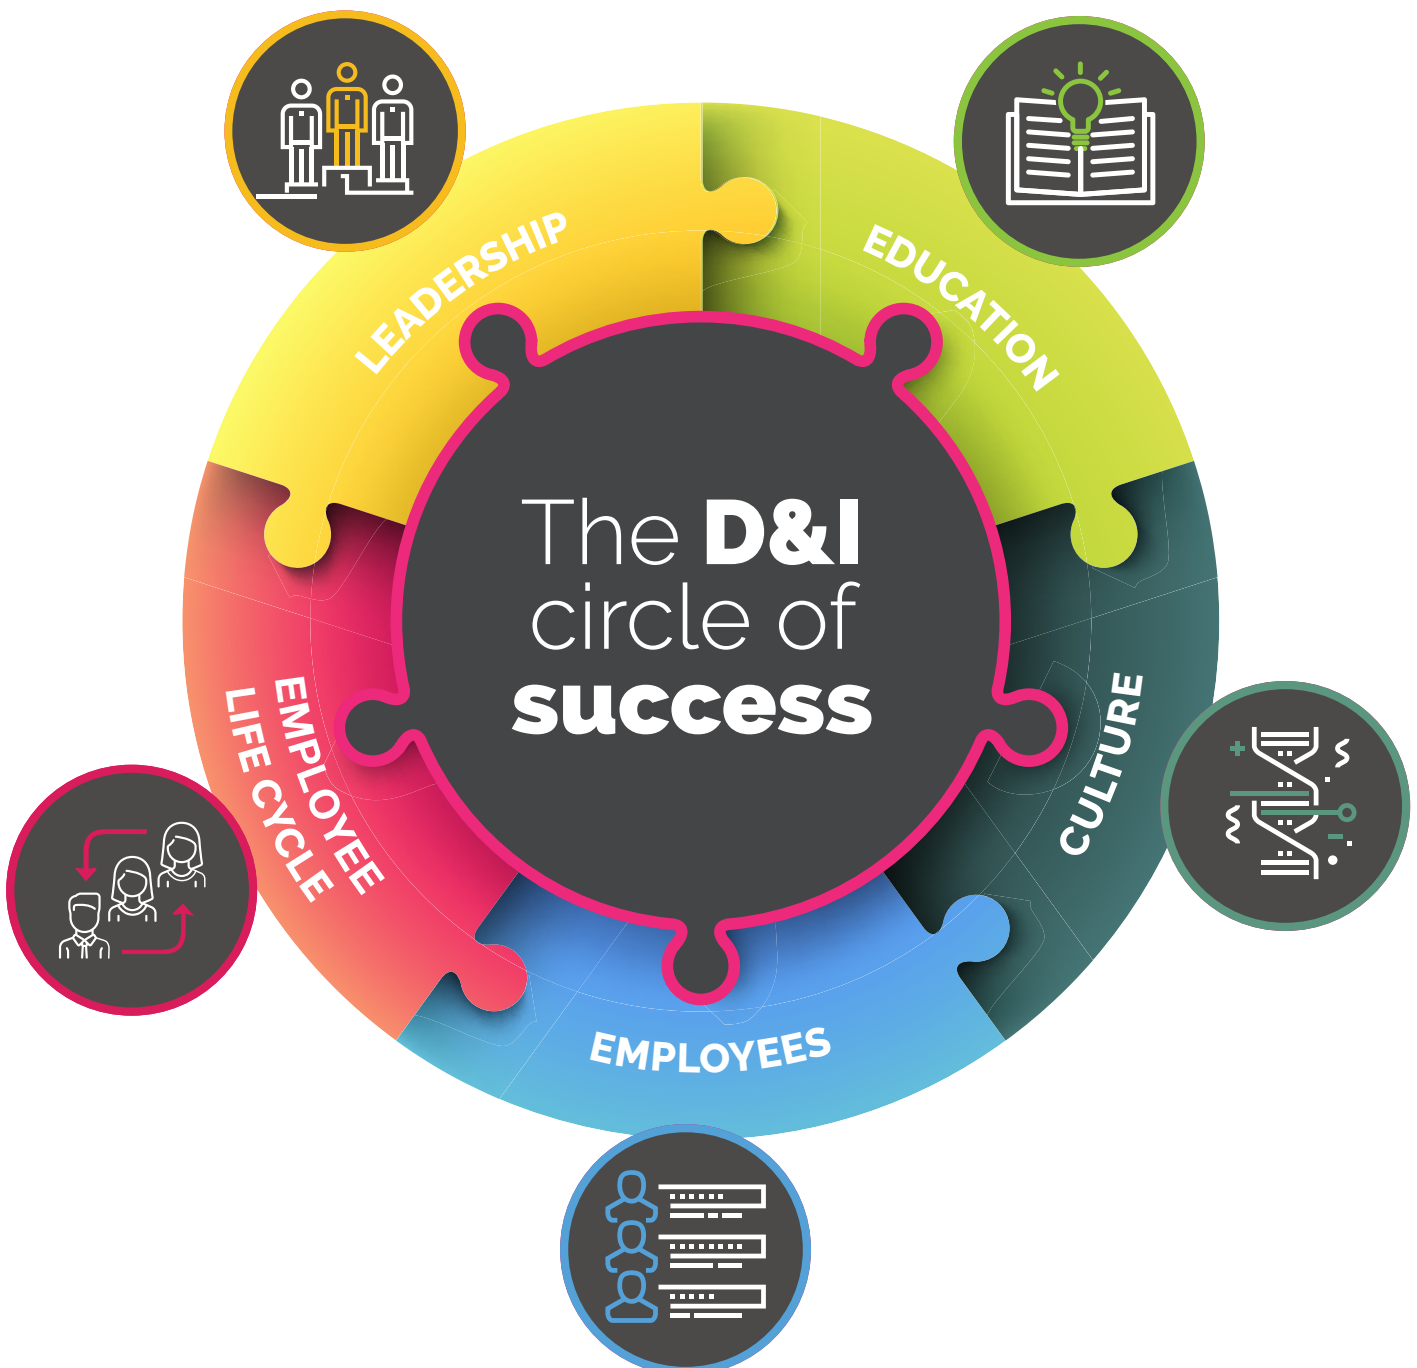 LEADERSHIP
EDUCATION
The D&I
circle of
success
EMPLOYEE
LIFE CYCLE
CULTURE
EMPLOYEES